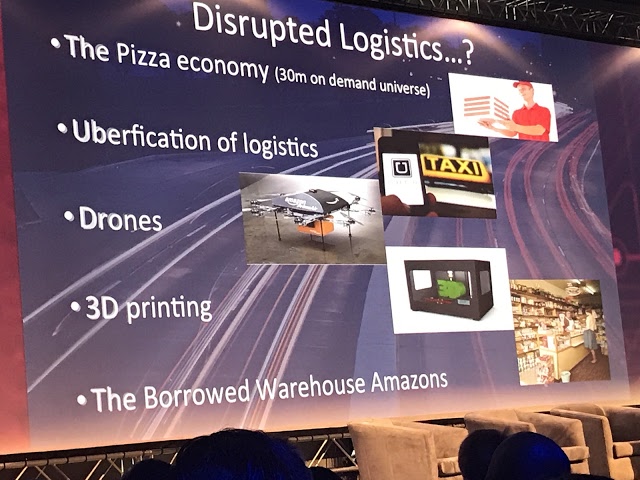 Disrupted Logistics...?
• The Pizza economy (30m on demand universe)
• Uberfication of logistics
TAXI
• Drones
• 3D printing
• The Borrowed Warehouse Amazons